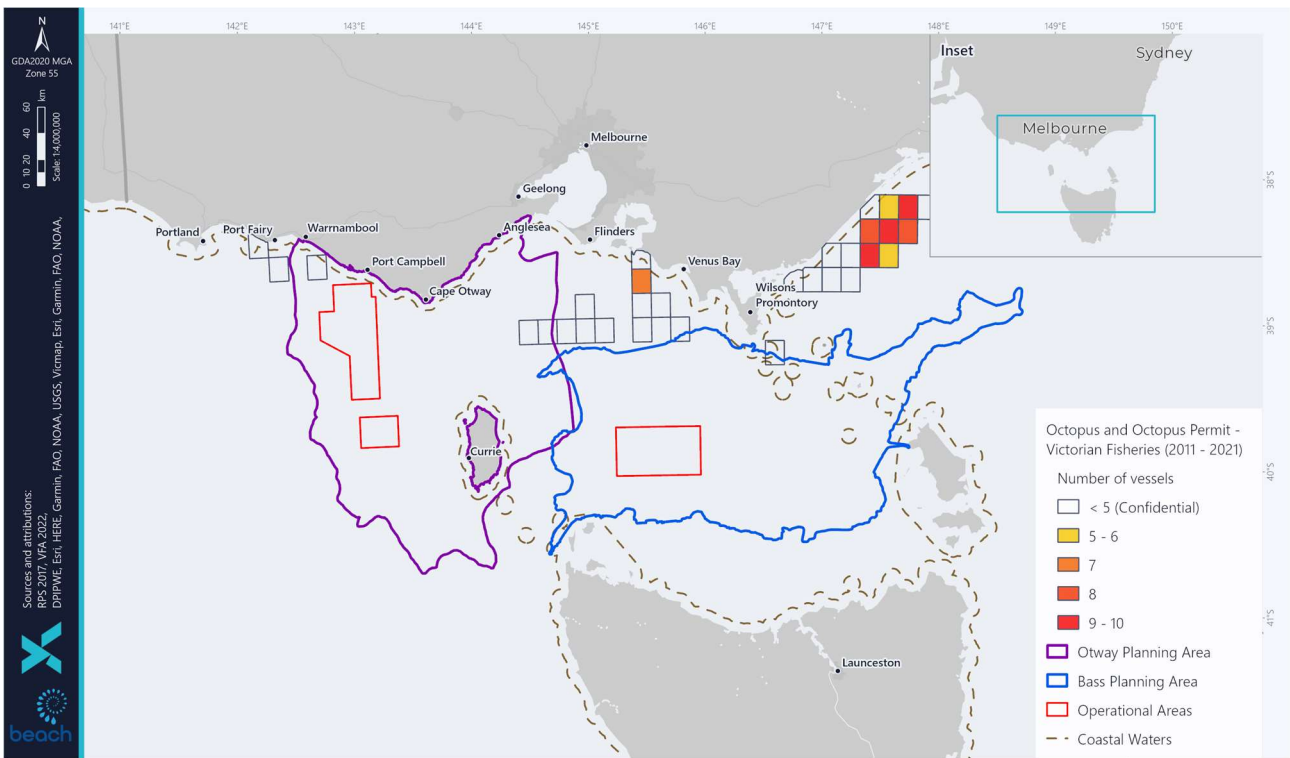 N
GDA2020 MGA
Zone 55
0 10 20 40 60
km
Scale: 1:4,000,000
Sources and attributions:
RPS 2017, VFA 2022,
DPIPWE, Esri, HERE, Garmin, FAO, NOAA, USGS, Vicmap, Esri, Garmin, FAO, NOAA,
beach
141°E
142°E
143°E
144°E
145°E
146°E
147°E
148°E
149°E
150°E
38°S
39°S
40°S
41°S
Inset
Sydney
Melbourne
Melbourne
Geelong
Portland
Port Fairy
Warrnambool
Anglesea
Flinders
Port Campbell
Venus Bay
Cape Otway
Wilsons
Promontory
Currie
Launceston
Octopus and Octopus Permit -
Victorian Fisheries (2011 - 2021)
Number of vessels
< 5 (Confidential)
5 - 6
7
8
9 - 10
Otway Planning Area
Bass Planning Area
Operational Areas
Coastal Waters